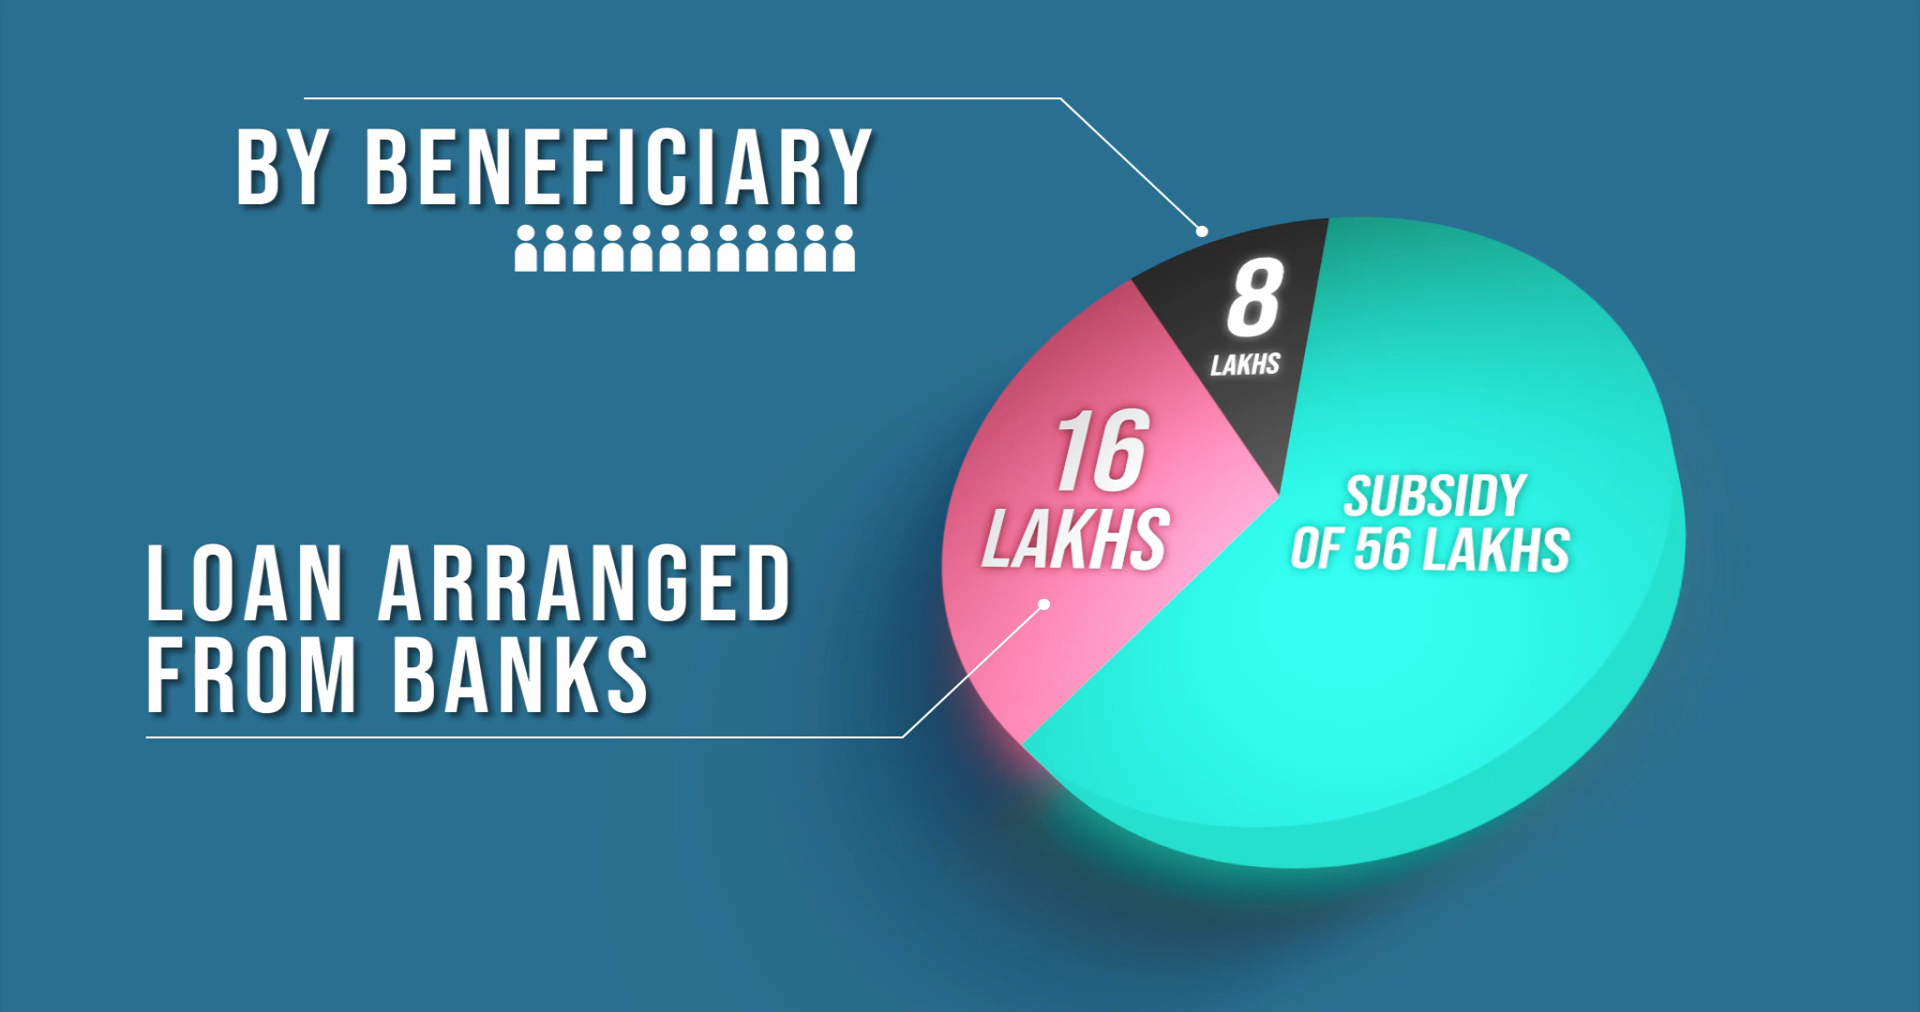 BY BENEFICIARY
8
LAKHS
16
LAKHS
SUBSIDY
OF 56 LAKHS
LOAN ARRANGED
FROM BANKS